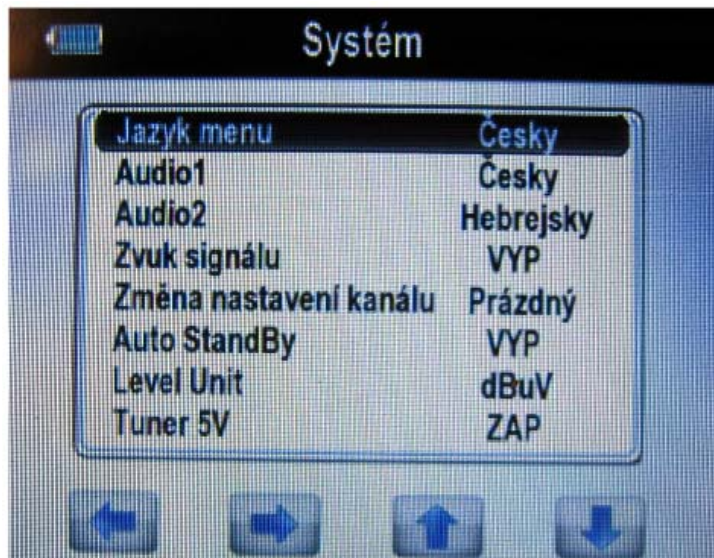 Systém
Jazyk menu Česky
Audio1 Česky
Audio2 Hebrejsky
Zvuk signálu VYP
Změna nastavení kanálu Prázdný
Auto StandBy VYP
Level Unit dBuV
Tuner 5V ZAP